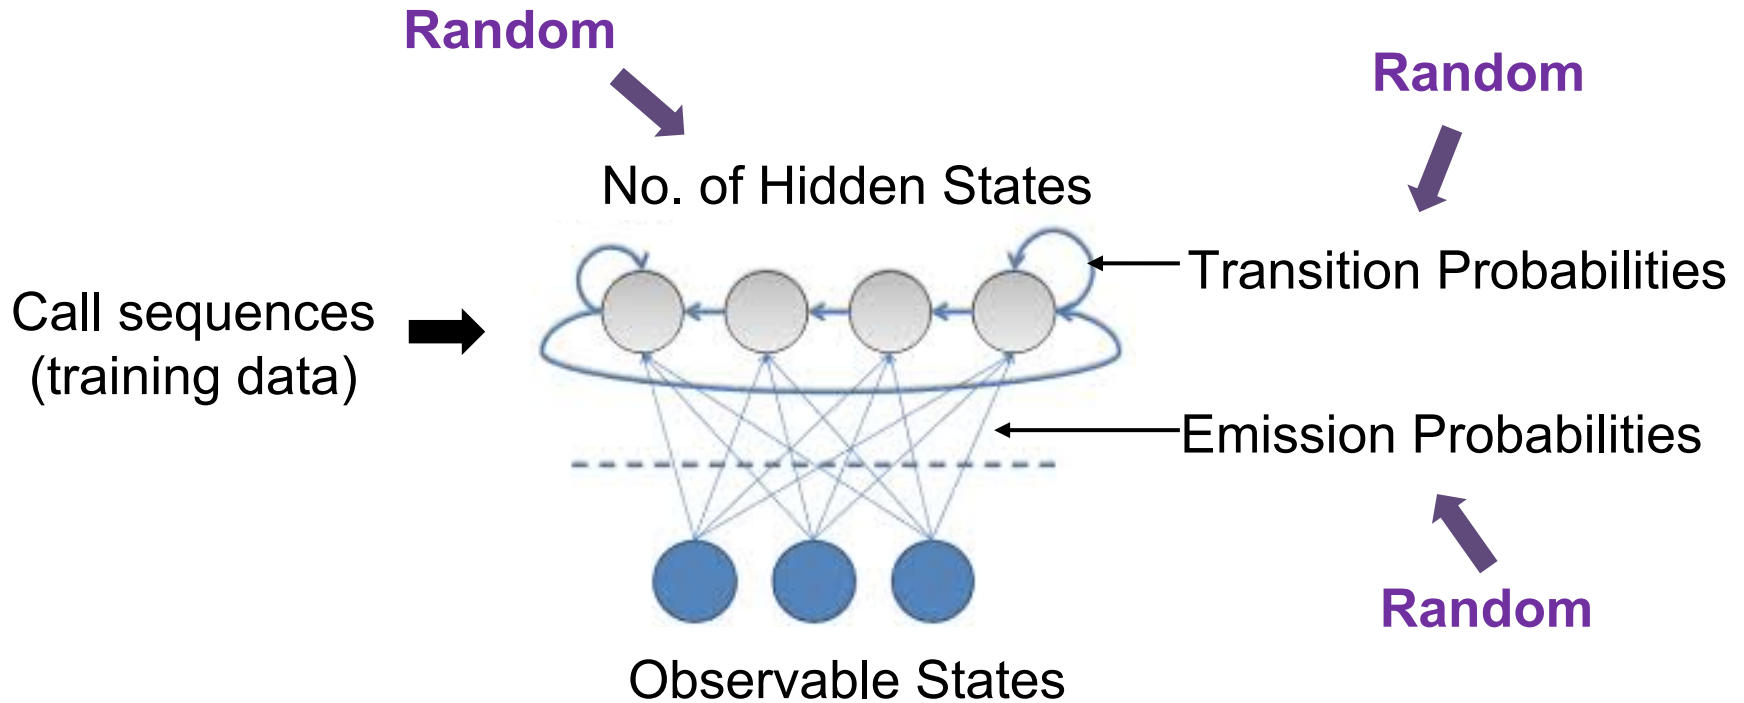 Random
Random
No. of Hidden States
Transition Probabilities
Call sequences
(training data)
Emission Probabilities
Random
Observable States